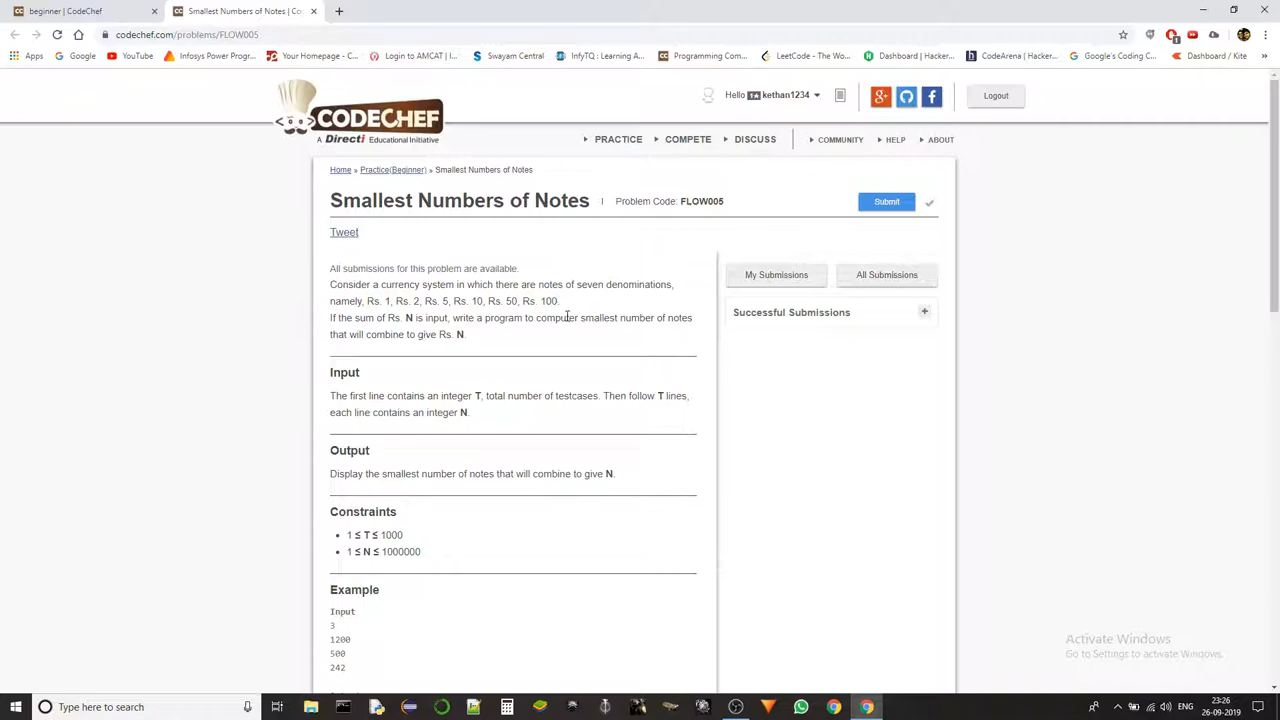 beginner | CodeChef
Smallest Numbers of Notes | Co
codechef.com/problems/FLOW005
Apps Google YouTube Infosys Power Progr... Your Homepage - Conf... Login to AMCAT |... Swayam Central InfyTQ : Learning A... Programming Com... LeetCode - The Wo... Dashboard | Hacker... CodeArena | Hacker... Google's Coding C... Dashboard / Kite
CODECHEF
A Directi Educational Initiative
Hello kethan1234
Logout
PRACTICE COMPETE DISCUSS COMMUNITY HELP ABOUT
Home » Practice(Beginner) » Smallest Numbers of Notes
Smallest Numbers of Notes | Problem Code: FLOW005 Submit
Tweet
All submissions for this problem are available.
Consider a currency system in which there are notes of seven denominations,
namely, Rs. 1, Rs. 2, Rs. 5, Rs. 10, Rs. 50, Rs. 100.
If the sum of Rs. N is input, write a program to computer smallest number of notes
that will combine to give Rs. N.
My Submissions All Submissions
Successful Submissions +
Input
The first line contains an integer T, total number of testcases. Then follow T lines,
each line contains an integer N.
Output
Display the smallest number of notes that will combine to give N.
Constraints
• 1 ≤ T ≤ 1000
• 1 ≤ N ≤ 1000000
Example
Input
3
1200
500
242
Activate Windows
Go to Settings to activate Windows.
Type here to search
ENG
23:26
26-09-2019